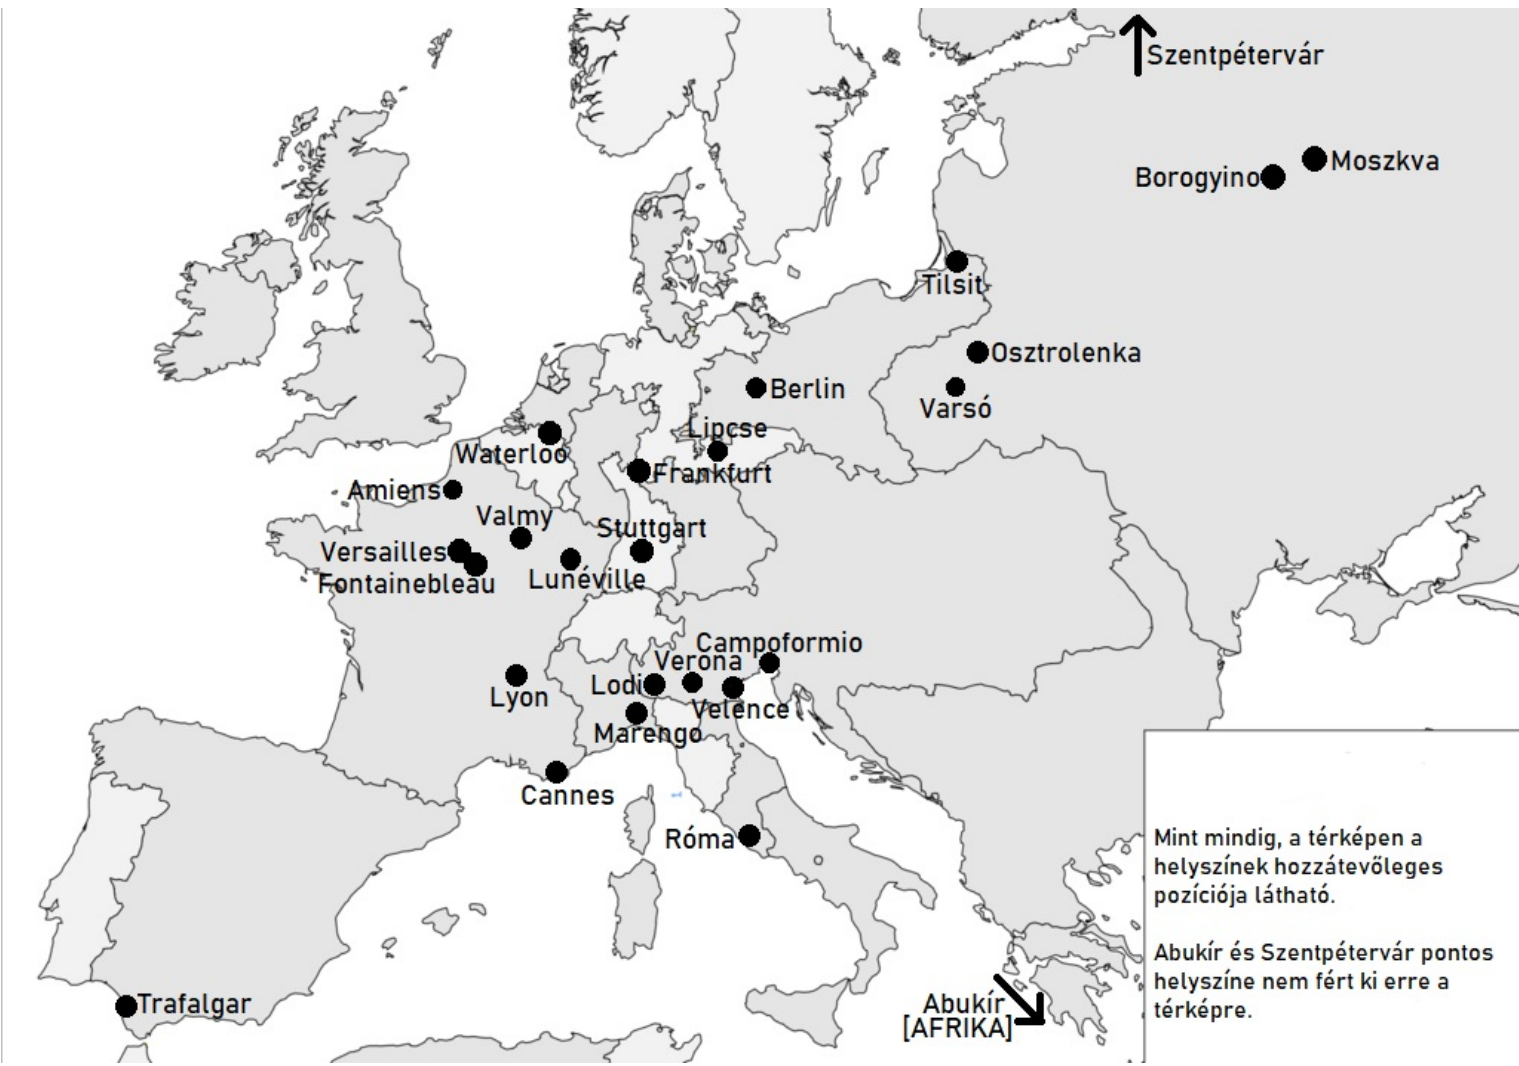 Szentpétervár
Moszkva
Borogyino
Tilsit
Osztrolenka
Berlin
Varsó
Lipcse
Waterloo
Frankfurt
Amiens
Valmy
Stuttgart
Versailles
Lunéville
Fontainebleau
Campoformio
Verona
Lodi
Lyon
Velence
Marengo
Cannes
Róma
Mint mindig, a térképen a
helyszínek hozzátevőleges
pozíciója látható.
Abukír és Szentpétervár pontos
helyszíne nem fért ki erre a
térképre.
Trafalgar
Abukír
[AFRIKA]